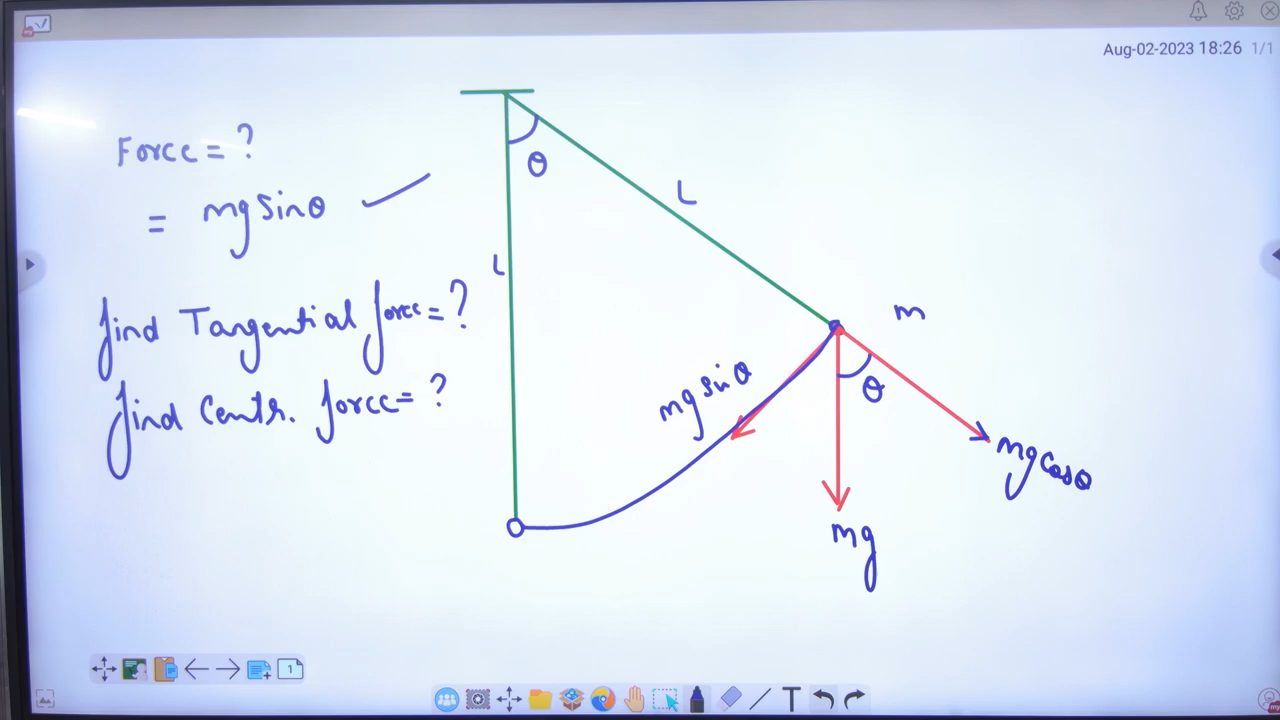 Aug-02-2023 18:26 1/1
Force = ?
= mg sinθ
find Tangential force = ?
find Centr. force = ?
θ
L
L
m
θ
mg sinθ
mg cosθ
mg
1
T